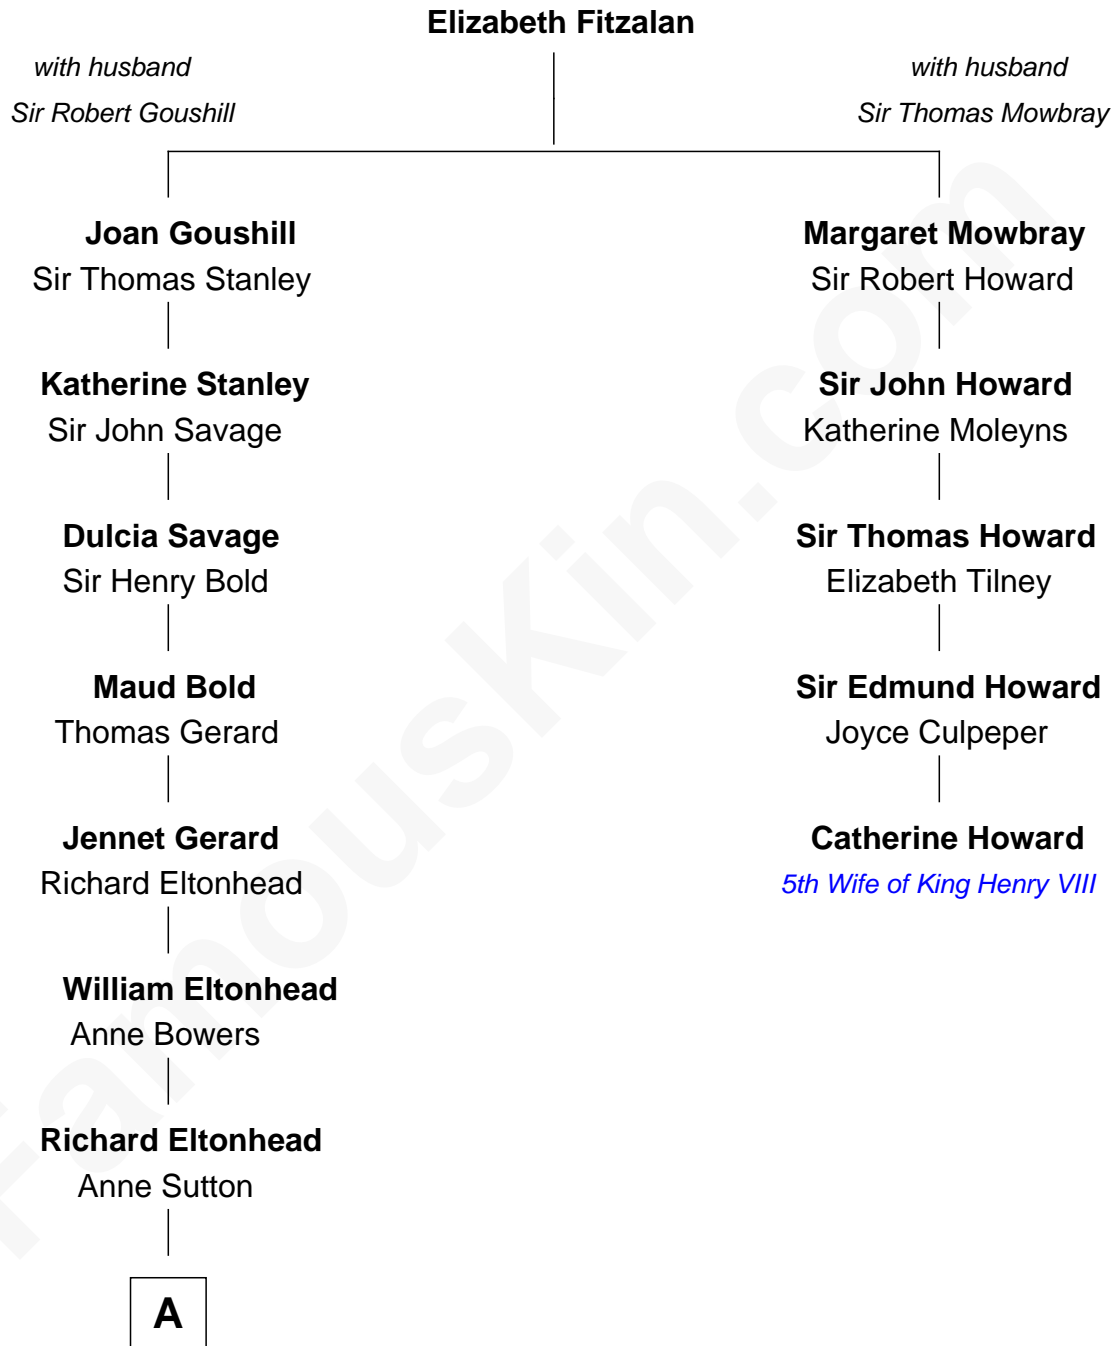 Elizabeth Fitzalan
with husband
Sir Robert Goushill
with husband
Sir Thomas Mowbray
Joan Goushill
Sir Thomas Stanley
Margaret Mowbray
Sir Robert Howard
Katherine Stanley
Sir John Savage
Sir John Howard
Katherine Moleyns
Dulcia Savage
Sir Henry Bold
Sir Thomas Howard
Elizabeth Tilney
Maud Bold
Thomas Gerard
Sir Edmund Howard
Joyce Culpeper
Jennet Gerard
Richard Eltonhead
Catherine Howard
5th Wife of King Henry VIII
William Eltonhead
Anne Bowers
Richard Eltonhead
Anne Sutton
A
FamousKin.com